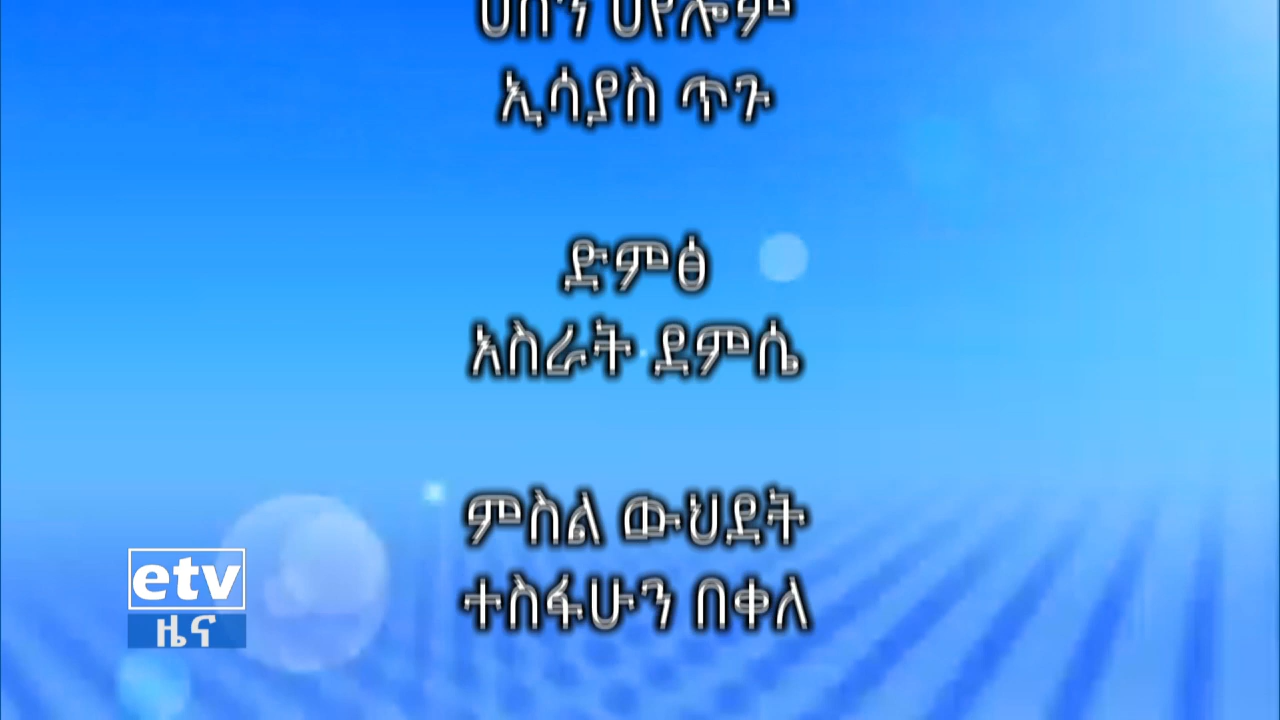 ኢሳያስ ጥጉ
ድምፅ
አስራት ደምሴ
ምስል ውህደት
ተስፋሁን በቀለ
etv
ዜና